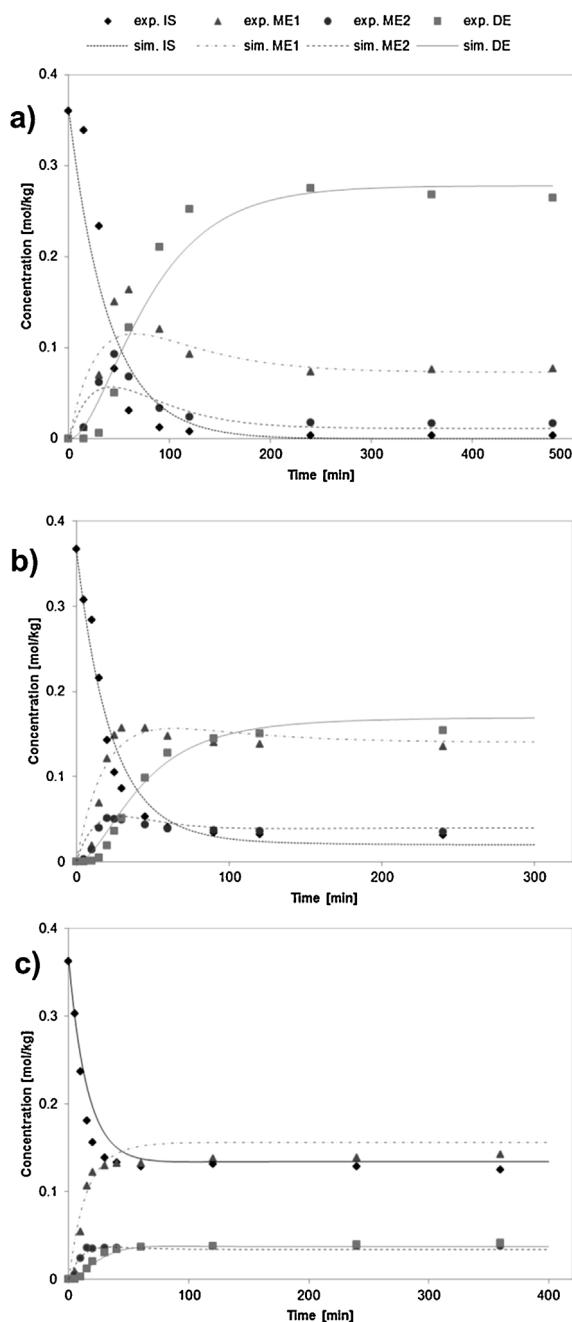 exp. IS exp. ME1 exp. ME2 exp. DE
sim. IS sim. ME1 sim. ME2 sim. DE
a)
Concentration [mol/kg]
0.4
0.3
0.2
0.1
0
0 100 200 300 400 500
Time [min]
b)
Concentration [mol/kg]
0.4
0.3
0.2
0.1
0
0 100 200 300
Time [min]
c)
Concentration [mol/kg]
0.4
0.3
0.2
0.1
0
0 100 200 300 400
Time [min]